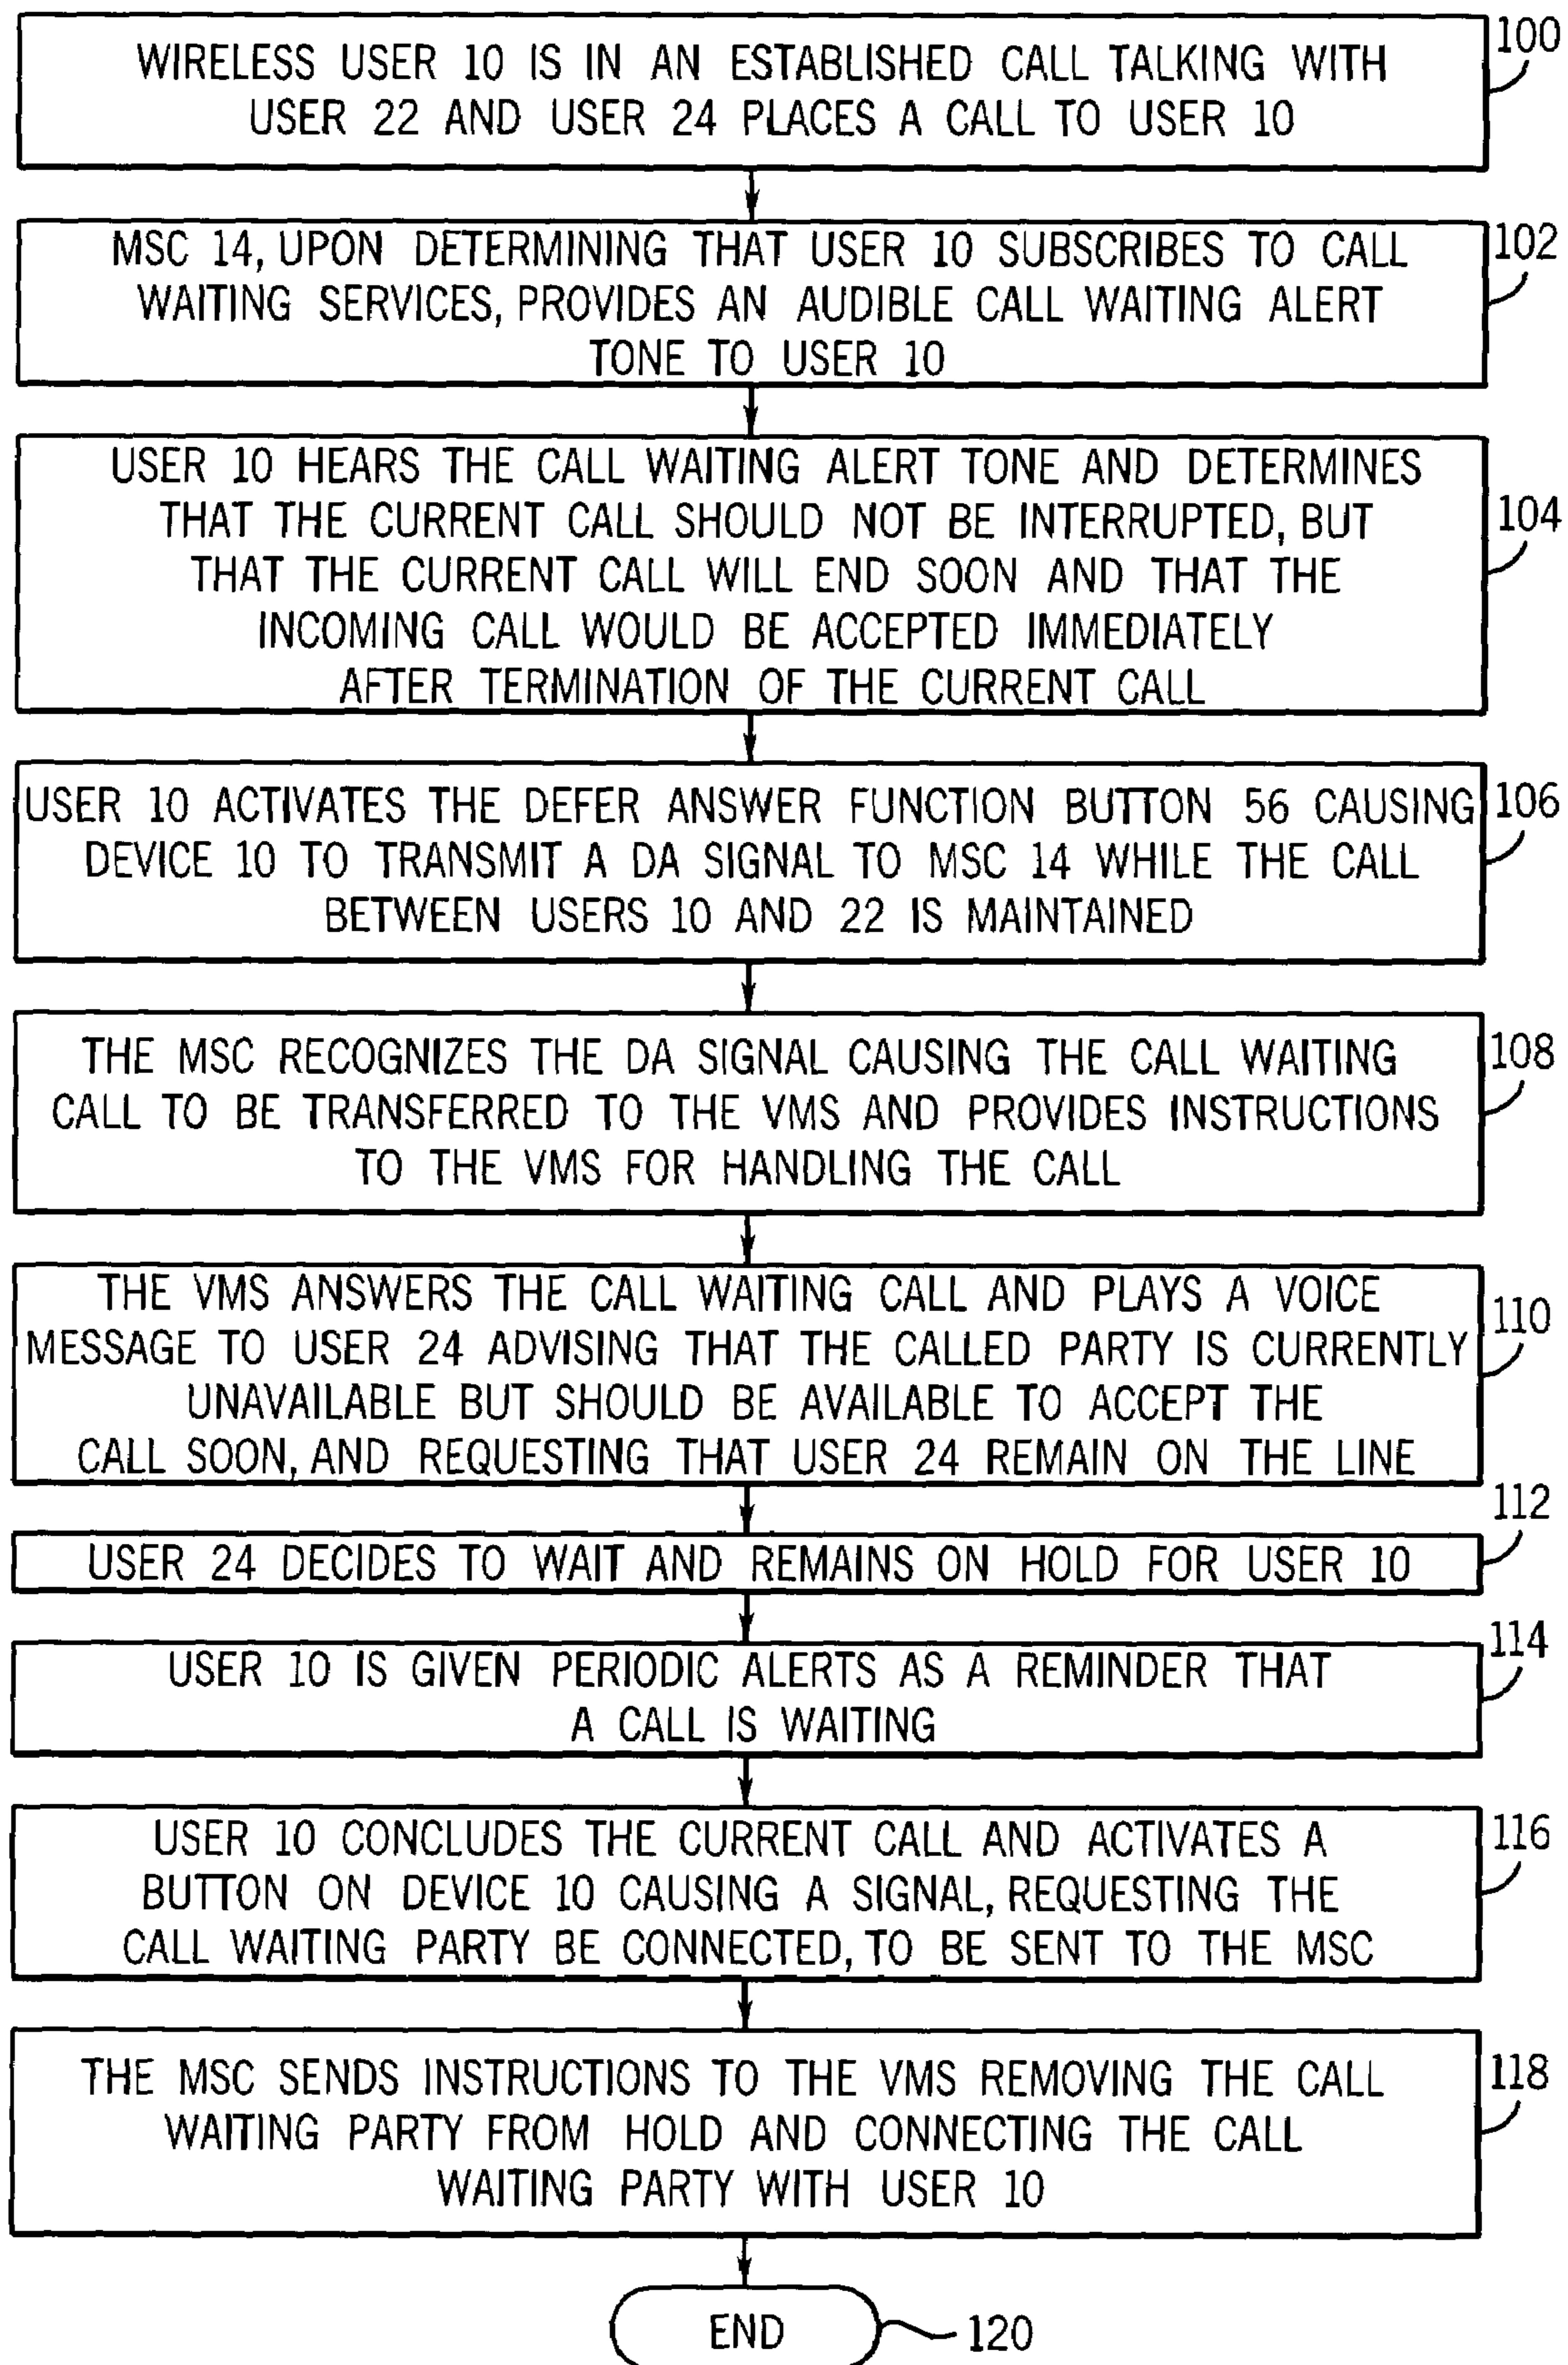 WIRELESS USER 10 IS IN AN ESTABLISHED CALL TALKING WITH
USER 22 AND USER 24 PLACES A CALL TO USER 10
100
MSC 14, UPON DETERMINING THAT USER 10 SUBSCRIBES TO CALL
WAITING SERVICES, PROVIDES AN AUDIBLE CALL WAITING ALERT
TONE TO USER 10
102
USER 10 HEARS THE CALL WAITING ALERT TONE AND DETERMINES
THAT THE CURRENT CALL SHOULD NOT BE INTERRUPTED, BUT
THAT THE CURRENT CALL WILL END SOON AND THAT THE
INCOMING CALL WOULD BE ACCEPTED IMMEDIATELY
AFTER TERMINATION OF THE CURRENT CALL
104
USER 10 ACTIVATES THE DEFER ANSWER FUNCTION BUTTON 56 CAUSING
DEVICE 10 TO TRANSMIT A DA SIGNAL TO MSC 14 WHILE THE CALL
BETWEEN USERS 10 AND 22 IS MAINTAINED
106
THE MSC RECOGNIZES THE DA SIGNAL CAUSING THE CALL WAITING
CALL TO BE TRANSFERRED TO THE VMS AND PROVIDES INSTRUCTIONS
TO THE VMS FOR HANDLING THE CALL
108
THE VMS ANSWERS THE CALL WAITING CALL AND PLAYS A VOICE
MESSAGE TO USER 24 ADVISING THAT THE CALLED PARTY IS CURRENTLY
UNAVAILABLE BUT SHOULD BE AVAILABLE TO ACCEPT THE
CALL SOON, AND REQUESTING THAT USER 24 REMAIN ON THE LINE
110
USER 24 DECIDES TO WAIT AND REMAINS ON HOLD FOR USER 10
112
USER 10 IS GIVEN PERIODIC ALERTS AS A REMINDER THAT
A CALL IS WAITING
114
USER 10 CONCLUDES THE CURRENT CALL AND ACTIVATES A
BUTTON ON DEVICE 10 CAUSING A SIGNAL, REQUESTING THE
CALL WAITING PARTY BE CONNECTED, TO BE SENT TO THE MSC
116
THE MSC SENDS INSTRUCTIONS TO THE VMS REMOVING THE CALL
WAITING PARTY FROM HOLD AND CONNECTING THE CALL
WAITING PARTY WITH USER 10
118
END
120